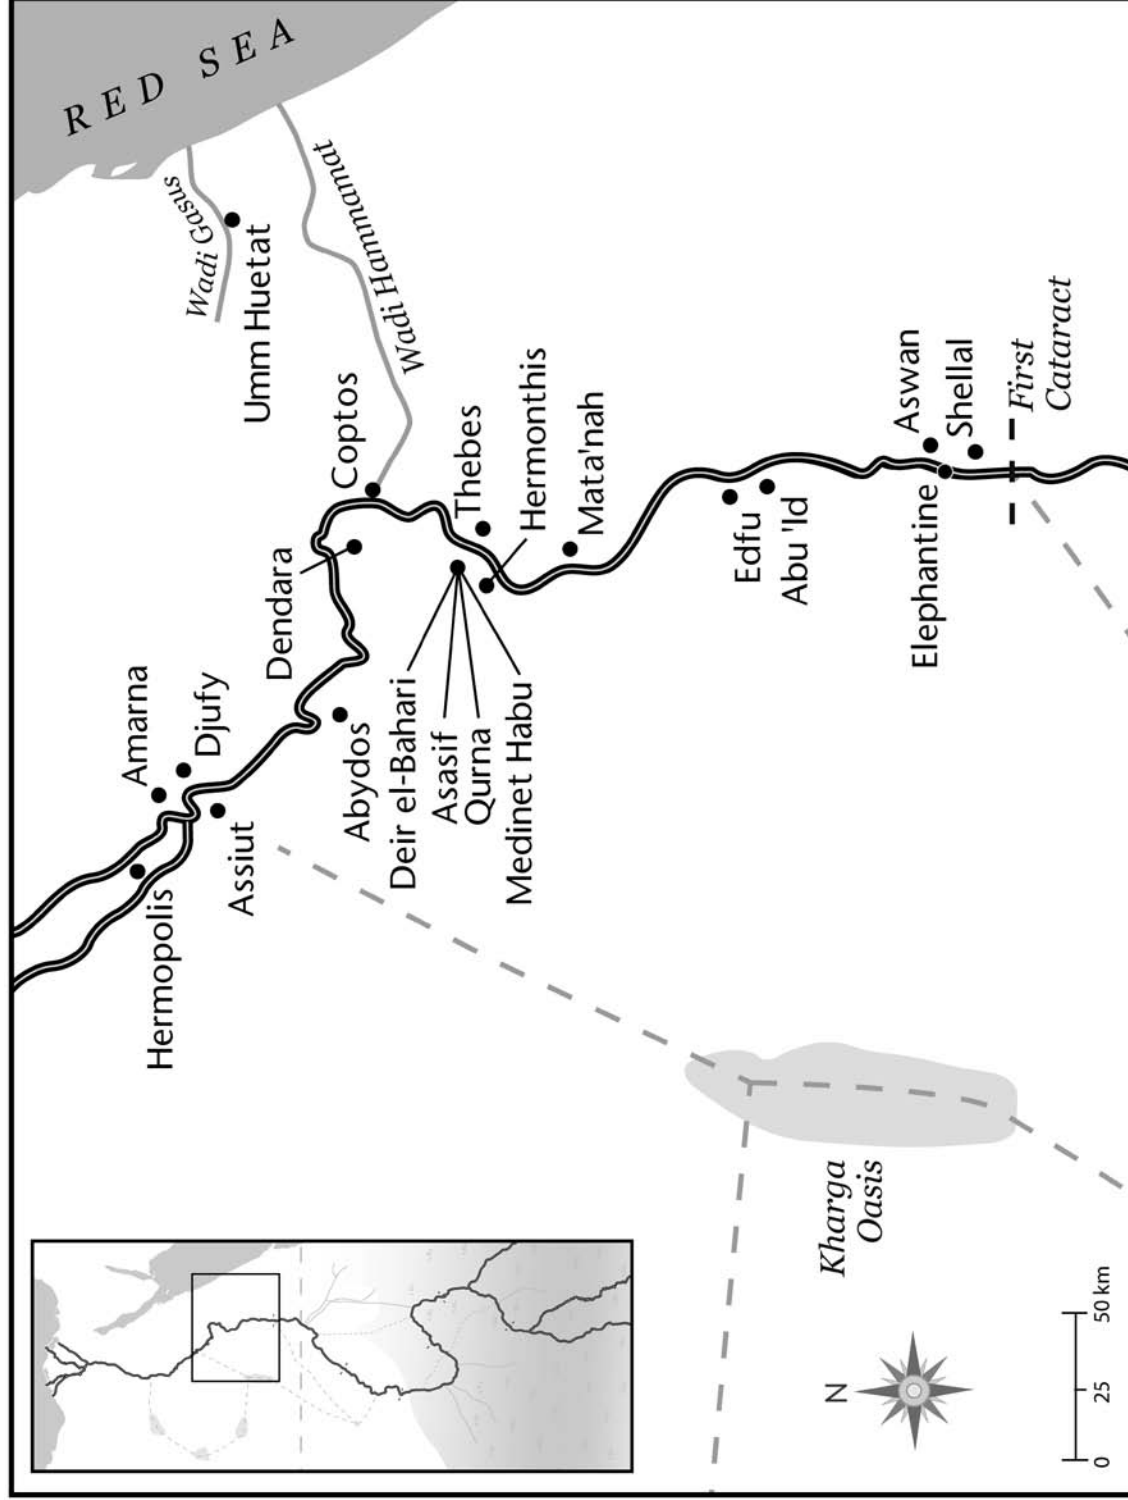 RED SEA
Wadi Gasus
Umm Huetat
Wadi Hammamat
Coptos
Dendara
Amarna
Djufy
Hermopolis
Assiut
Abydos
Thebes
Hermonthis
Deir el-Bahari
Asasif
Qurna
Medinet Habu
Mata'nah
Edfu
Abu 'Id
Aswan
Shellal
Elephantine
First
Cataract
Kharga
Oasis
N
0 25 50 km